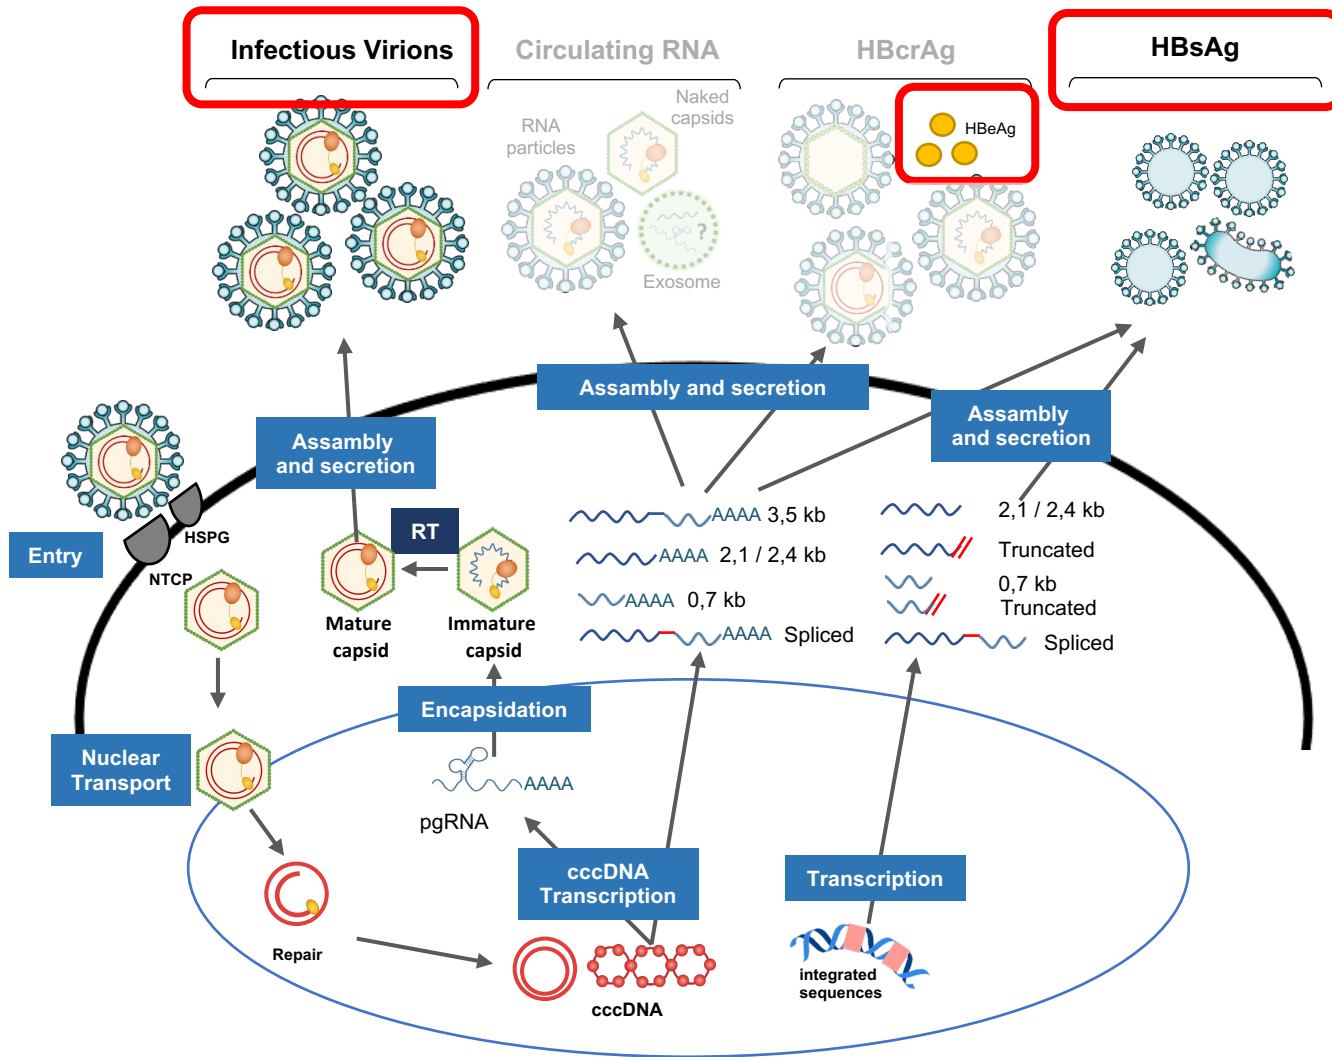 Infectious Virions
Circulating RNA
HBcrAg
HBsAg
Naked
capsids
RNA
particles
HBeAg
?
Exosome
Assambly and secretion
Assambly
and secretion
Assambly
and secretion
HSPG
Entry
NTCP
RT
Mature
capsid
Immature
capsid
AAAA 3,5 kb
AAAA 2,1 / 2,4 kb
AAAA 0,7 kb
AAAA Spliced
2,1 / 2,4 kb
Truncated
0,7 kb
Truncated
Spliced
Encapsidation
Nuclear
Transport
AAAA
pgRNA
cccDNA
Transcription
Transcription
Repair
cccDNA
integrated
sequences